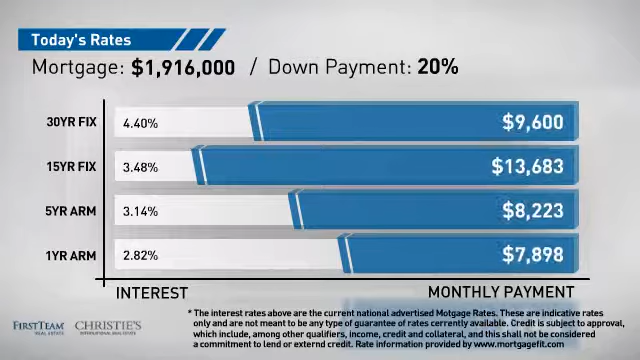 Today's Rates
Mortgage: $1,916,000 / Down Payment: 20%
30YR FIX 4.40% $9,600
15YR FIX 3.48% $13,683
5YR ARM 3.14% $8,223
1YR ARM 2.82% $7,898
INTEREST MONTHLY PAYMENT
* The interest rates above are the current national advertised Motgage Rates. These are indicative rates
only and are not meant to be any type of guarantee of rates cerrently available. Credit is subject to approval,
which include, among other qualifiers, income, credit and collateral, and this shall not be considered
a commitment to lend or externd credit. Rate information provided by www.mortgagefit.com
FIRST TEAM CHRISTIE'S
REAL ESTATE INTERNATIONAL REAL ESTATE